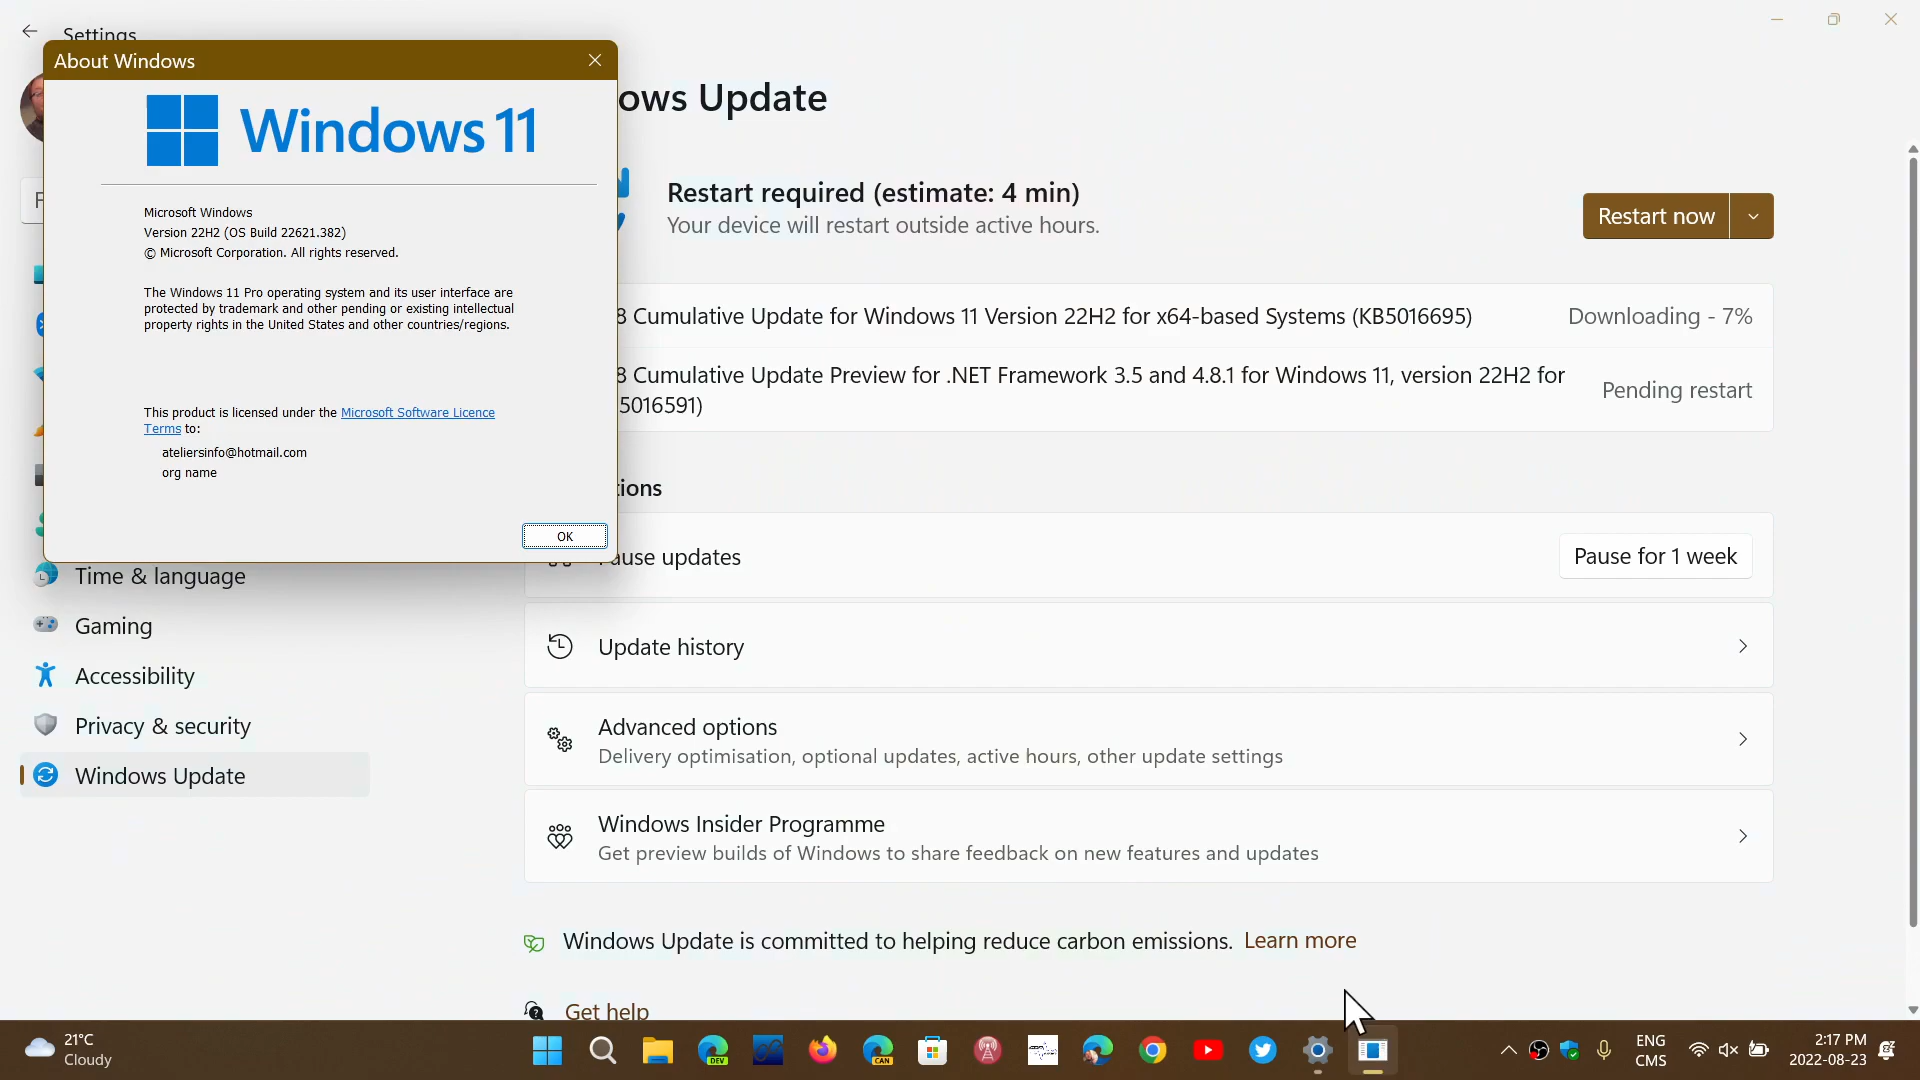 Settings
About Windows
Windows 11
Microsoft Windows
Version 22H2 (OS Build 22621.382)
© Microsoft Corporation. All rights reserved.
The Windows 11 Pro operating system and its user interface are
protected by trademark and other pending or existing intellectual
property rights in the United States and other countries/regions.
This product is licensed under the Microsoft Software Licence
Terms to:
ateliersinfo@hotmail.com
org name
OK
F
ows Update
Restart required (estimate: 4 min)
Your device will restart outside active hours.
Restart now
8 Cumulative Update for Windows 11 Version 22H2 for x64-based Systems (KB5016695)
Downloading - 7%
8 Cumulative Update Preview for .NET Framework 3.5 and 4.8.1 for Windows 11, version 22H2 for
5016591)
Pending restart
tions
ause updates
Pause for 1 week
Time & language
Gaming
Accessibility
Privacy & security
Windows Update
Update history
Advanced options
Delivery optimisation, optional updates, active hours, other update settings
Windows Insider Programme
Get preview builds of Windows to share feedback on new features and updates
Windows Update is committed to helping reduce carbon emissions. Learn more
Get help
21°C
Cloudy
DEV
CAN
ENG
CMS
2:17 PM
2022-08-23